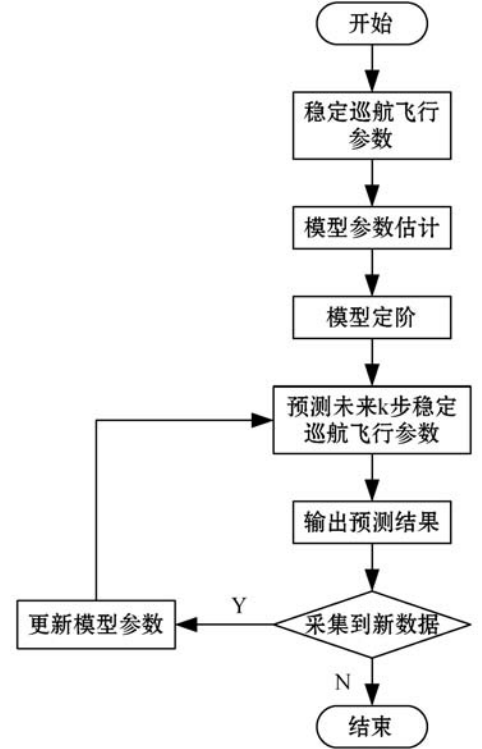 开始
稳定巡航飞行
参数
模型参数估计
模型定阶
预测未来k步稳定
巡航飞行参数
输出预测结果
采集到新数据
Y
更新模型参数
N
结束